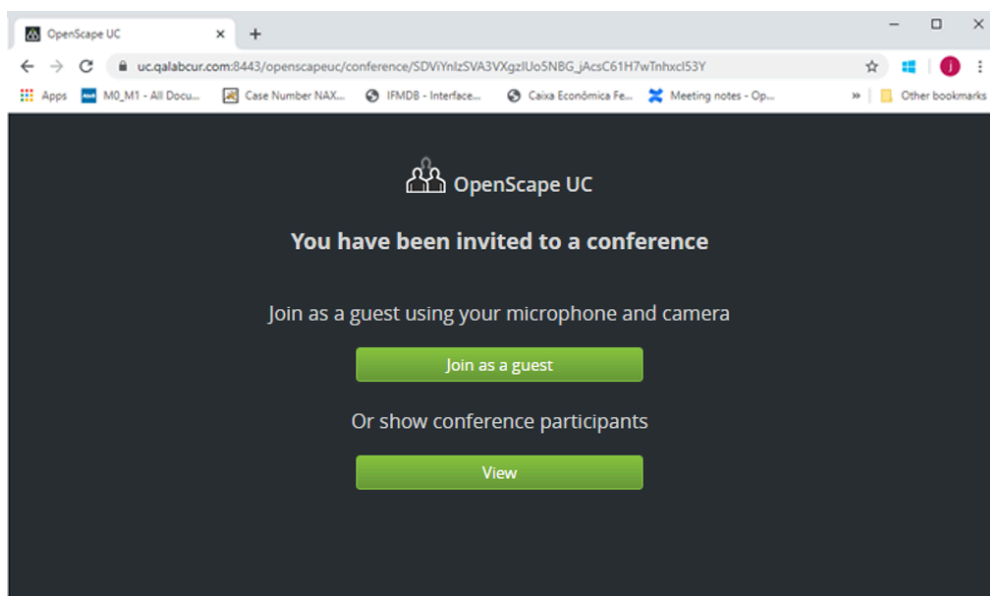 OpenScape UC
uc.qalabcur.com:8443/openscapeuc/conference/SDViYnIzSVA3VXgzlUo5NBG_jAcsC61H7wTnhxcI53Y
Apps M0_M1 - All Docu... Case Number NAX... IFMDB - Interface... Caixa Econômica Fe... Meeting notes - Op... » Other bookmarks
OpenScape UC
You have been invited to a conference
Join as a guest using your microphone and camera
Join as a guest
Or show conference participants
View